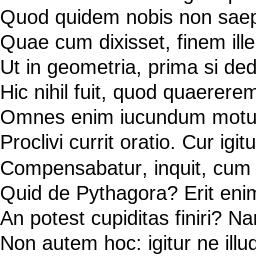 Quod quidem nobis non saep
Quae cum dixisset, finem ille
Ut in geometria, prima si ded
Hic nihil fuit, quod quaererem
Omnes enim iucundum motu
Proclivi currit oratio. Cur igitu
Compensabatur, inquit, cum
Quid de Pythagora? Erit enim
An potest cupiditas finiri? Nam
Non autem hoc: igitur ne illud